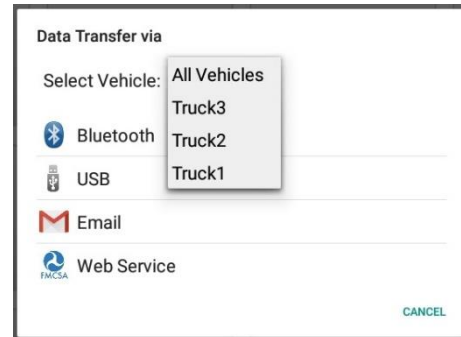 Data Transfer via
Select Vehicle: All Vehicles
Truck3
Bluetooth Truck2
USB Truck1
Email
FMCSA Web Service
CANCEL